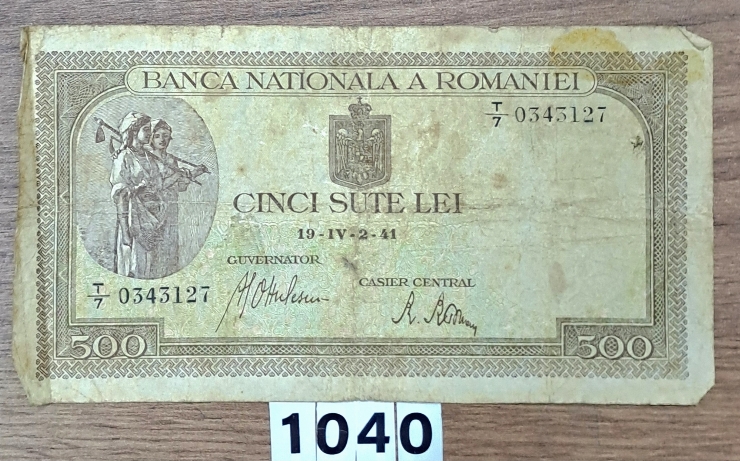 BANCA NATIONALA A ROMANIEI
T/7 0343127
CINCI SUTE LEI
19-IV-2-41
GUVERNATOR
CASIER CENTRAL
T/7 0343127
500
500
1040